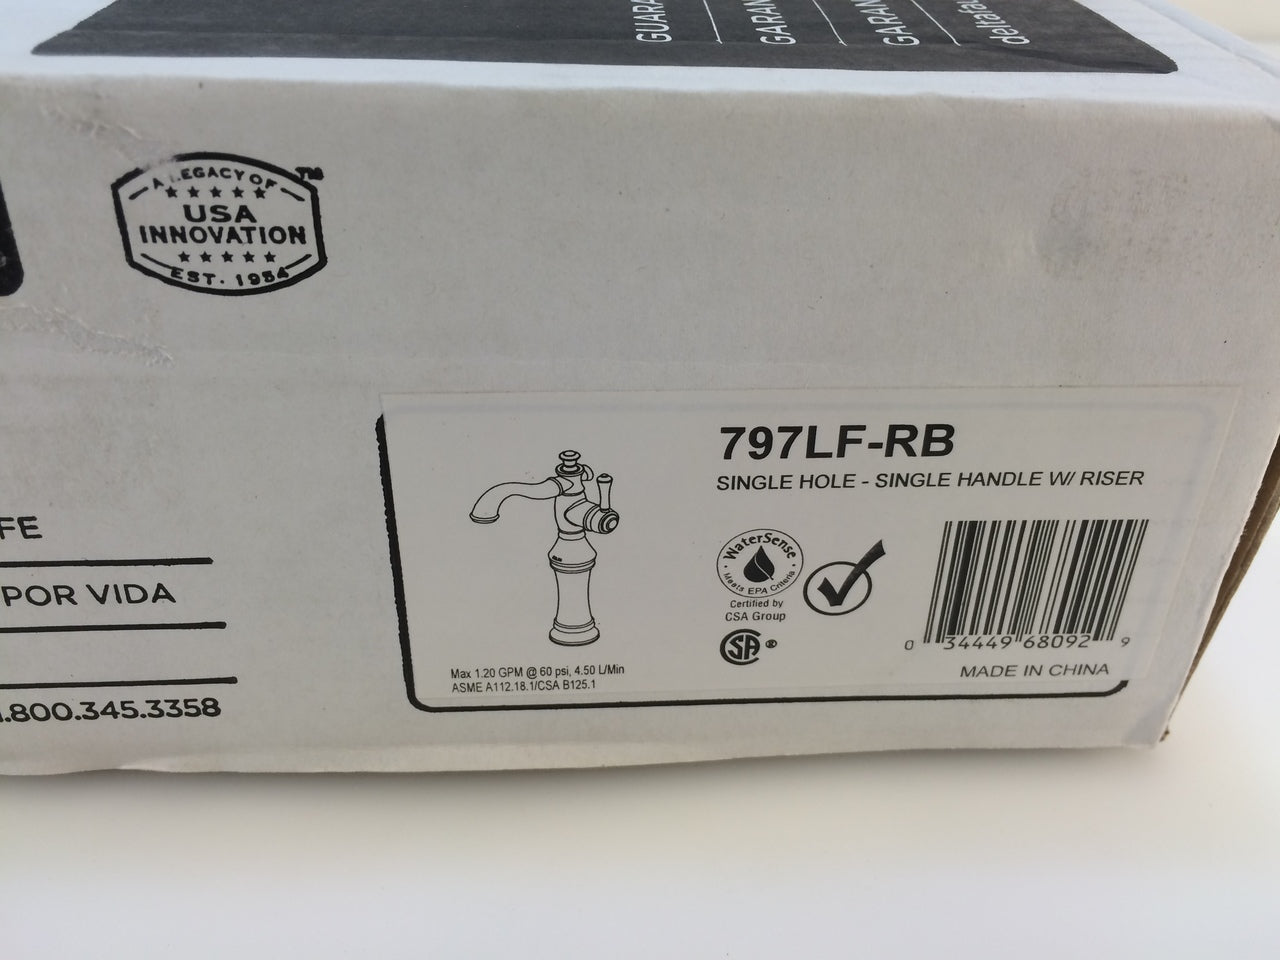 A LEGACY OF
TM
USA
INNOVATION
EST. 1954
POR VIDA
.800.345.3358
797LF-RB
SINGLE HOLE - SINGLE HANDLE W/ RISER
WaterSense
Meets EPA Criteria
Certified by
CSA Group
SA ®
0 34449 68092 9
MADE IN CHINA
Max 1.20 GPM @ 60 psi, 4.50 L/Min
ASME A112.18.1/CSA B125.1